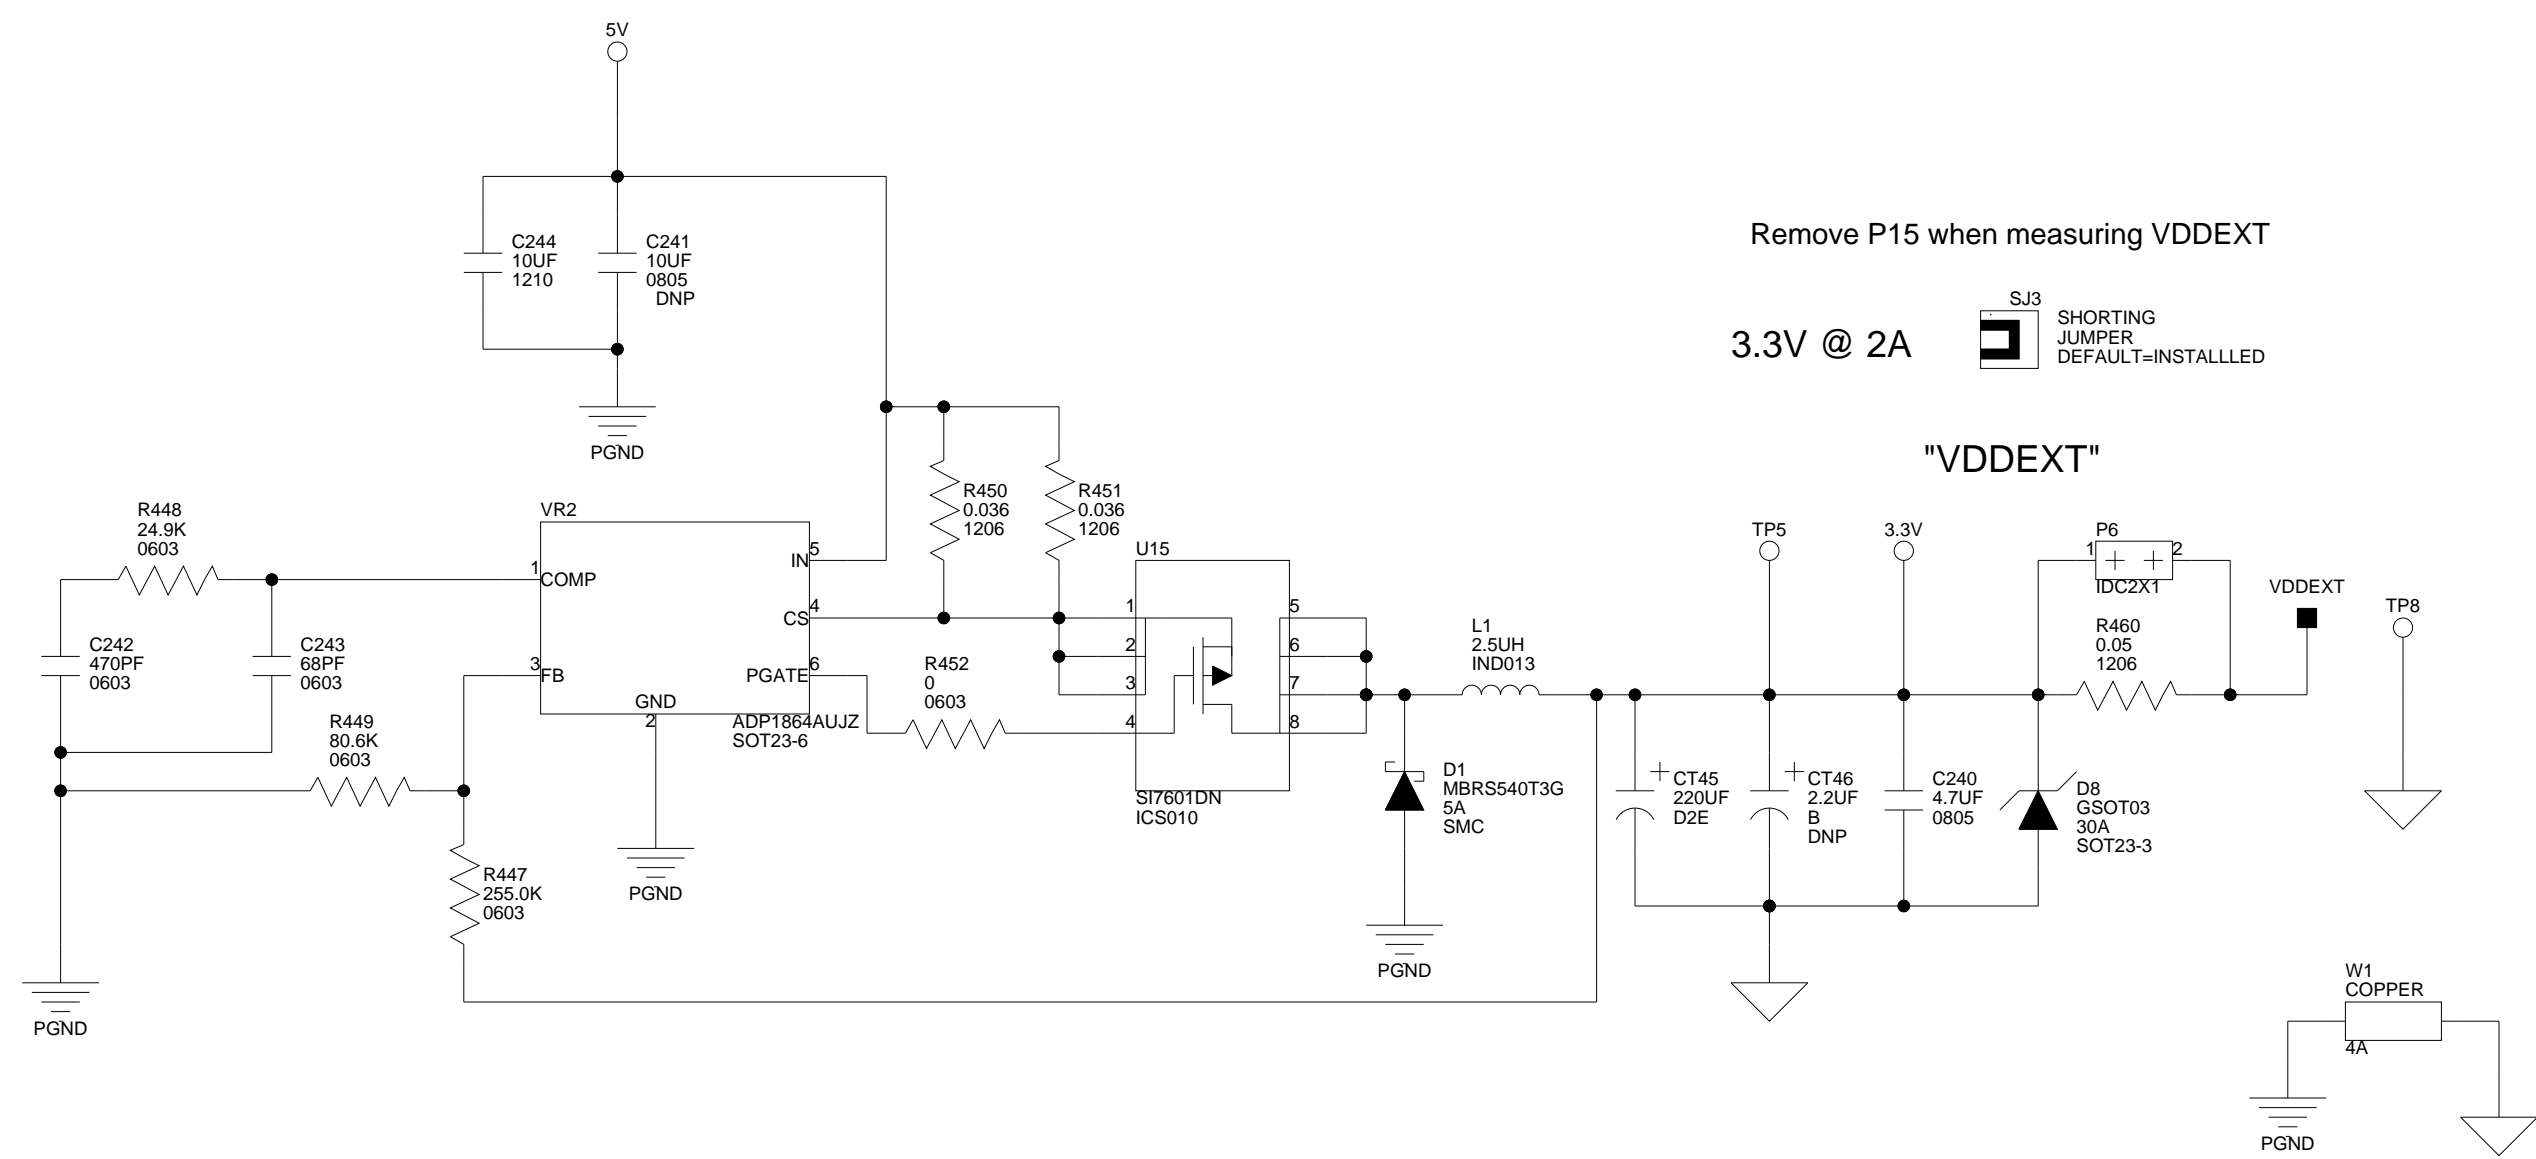 5V
C244
10UF
1210
C241
10UF
0805
DNP
PGND
Remove P15 when measuring VDDEXT
3.3V @ 2A
SJ3
SHORTING
JUMPER
DEFAULT=INSTALLLED
"VDDEXT"
R448
24.9K
0603
C242
470PF
0603
C243
68PF
0603
R449
80.6K
0603
R447
255.0K
0603
PGND
VR2
1
COMP
3
FB
GND
2
IN
5
CS
4
PGATE
6
ADP1864AUJZ
SOT23-6
PGND
R450
0.036
1206
R451
0.036
1206
R452
0
0603
U15
1
2
3
4
5
6
7
8
SI7601DN
ICS010
D1
MBRS540T3G
5A
SMC
PGND
L1
2.5UH
IND013
TP5
3.3V
P6
1
2
IDC2X1
R460
0.05
1206
VDDEXT
TP8
CT45
220UF
D2E
CT46
2.2UF
B
DNP
C240
4.7UF
0805
D8
GSOT03
30A
SOT23-3
W1
COPPER
4A
PGND